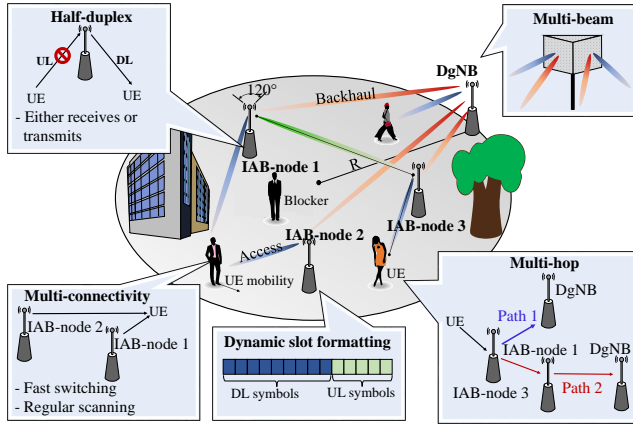 Half-duplex
UL
DL
UE
UE
- Either receives or
transmits
120°
Backhaul
DgNB
Multi-beam
IAB-node 1
R
Blocker
IAB-node 3
IAB-node 2
Access
UE mobility
UE
Multi-connectivity
UE
IAB-node 2
IAB-node 1
- Fast switching
- Regular scanning
Dynamic slot formatting
DL symbols
UL symbols
Multi-hop
DgNB
Path 1
UE
IAB-node 1
DgNB
Path 2
IAB-node 3